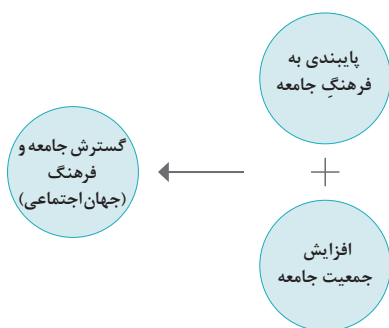 پایبندی به
فرهنگِ جامعه
+
افزایش
جمعیت جامعه
گسترش جامعه و
فرهنگ
(جهان اجتماعی)